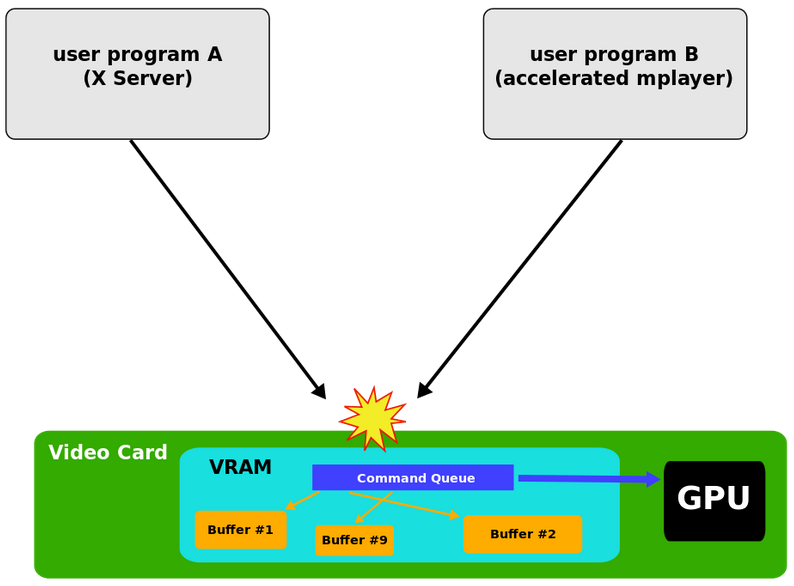 user program A
(X Server)
user program B
(accelerated mplayer)
Video Card
VRAM
Command Queue
GPU
Buffer #1
Buffer #9
Buffer #2